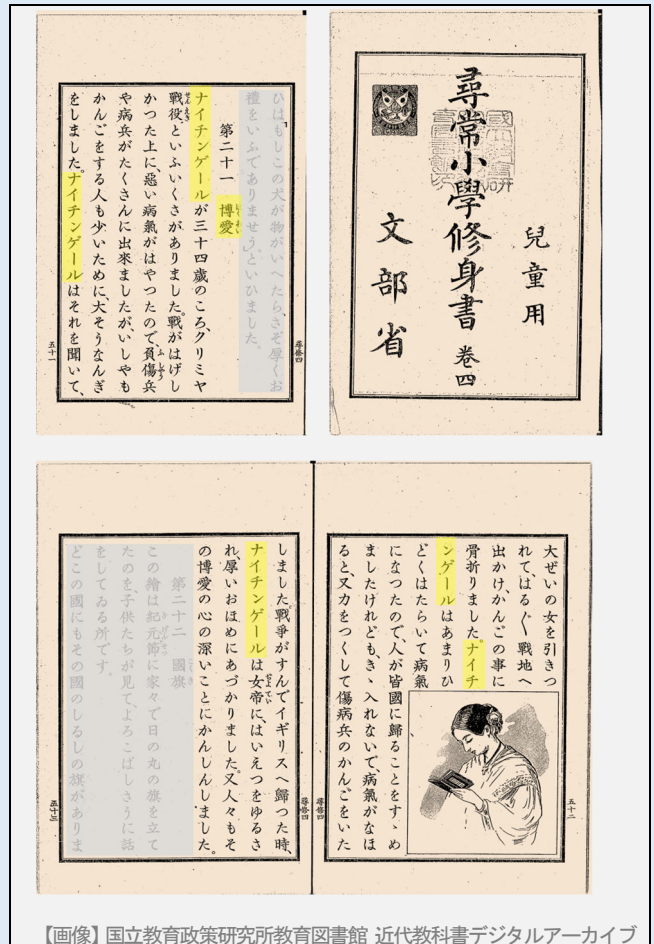 兒童用
尋常小學修身書 卷四
文部省
ひはもしこの犬が物がいへたらさぞ厚くお
禮をいふでありませう」といひました。
第二十一 博愛
ナイチンゲールが三十四歳のころ、クリミヤ
戰役といふいくさがありました。戰がはげし
かつた上に、惡い病氣がはやつたので、負傷兵
や病兵がたくさんに出來ましたが、いしやも
かんごをする人も少いために、大そうなんぎ
をしました。ナイチンゲールはそれを聞いて、
尋修四
五十一
大ぜいの女を引きつ
れてはる〲戰地へ
出かけ、かんごの事に
骨折りました。ナイチ
ンゲールはあまりひ
どくはたらいて病氣
になつたので、人が皆國に歸ることをすゝめ
ましたけれども、きゝ入れないで、病氣がなほ
ると、又力をつくして傷病兵のかんごをいた
五十二
尋修四
しました。戰爭がすんでイギリスへ歸つた時、
ナイチンゲールは女帝にはいえつをゆるさ
れ、厚いおほめにあづかりました。又人々もそ
の博愛の心の深いことにかんしんしました。
第二十二 國旗
この繪は紀元節に家々で日の丸の旗を立て
たのを、子供たちが見て、よろこばしさうに話
をしてゐる所です。
どこの國にもその國のしるしの旗がありま
尋修四
五十三
【画像】国立教育政策研究所教育図書館 近代教科書デジタルアーカイブ